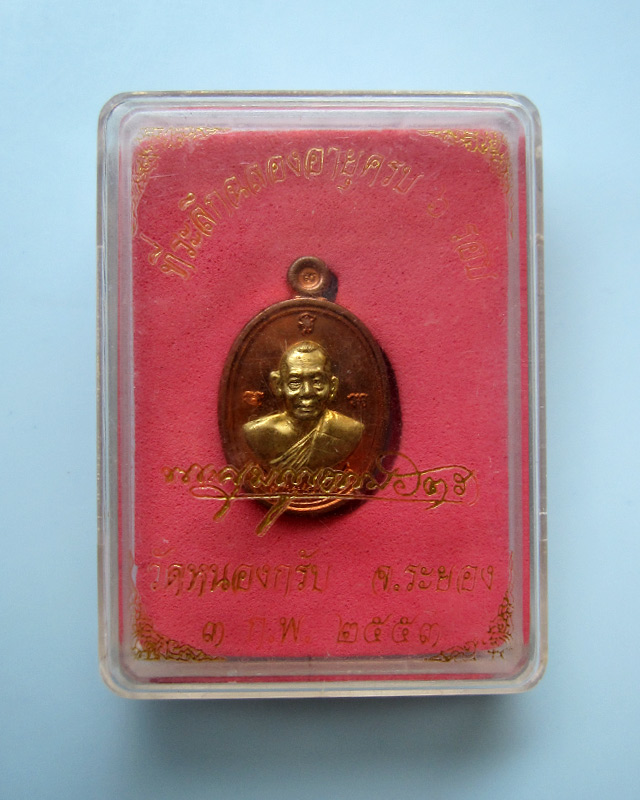 ที่ระลึกฉลองอายุครบ ๖ รอบ
วัดหนองกรับ จ.ระยอง
๓ ก.พ. ๒๕๕๓